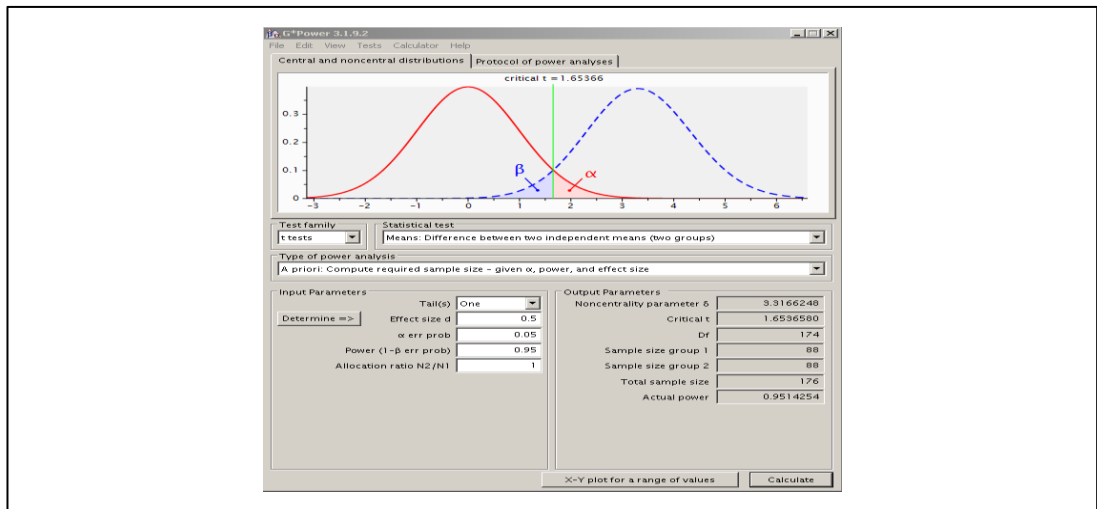 G*Power 3.1.9.2
File Edit View Tests Calculator Help
Central and noncentral distributions Protocol of power analyses
critical t = 1.65366
0.3
0.2
0.1
0
β
α
-3 -2 -1 0 1 2 3 4 5 6
Test family Statistical test
t tests Means: Difference between two independent means (two groups)
Type of power analysis
A priori: Compute required sample size – given α, power, and effect size
Input Parameters
Tail(s) One
Determine => Effect size d 0.5
α err prob 0.05
Power (1-β err prob) 0.95
Allocation ratio N2/N1 1
Output Parameters
Noncentrality parameter δ 3.3166248
Critical t 1.6536580
Df 174
Sample size group 1 88
Sample size group 2 88
Total sample size 176
Actual power 0.9514254
X-Y plot for a range of values Calculate